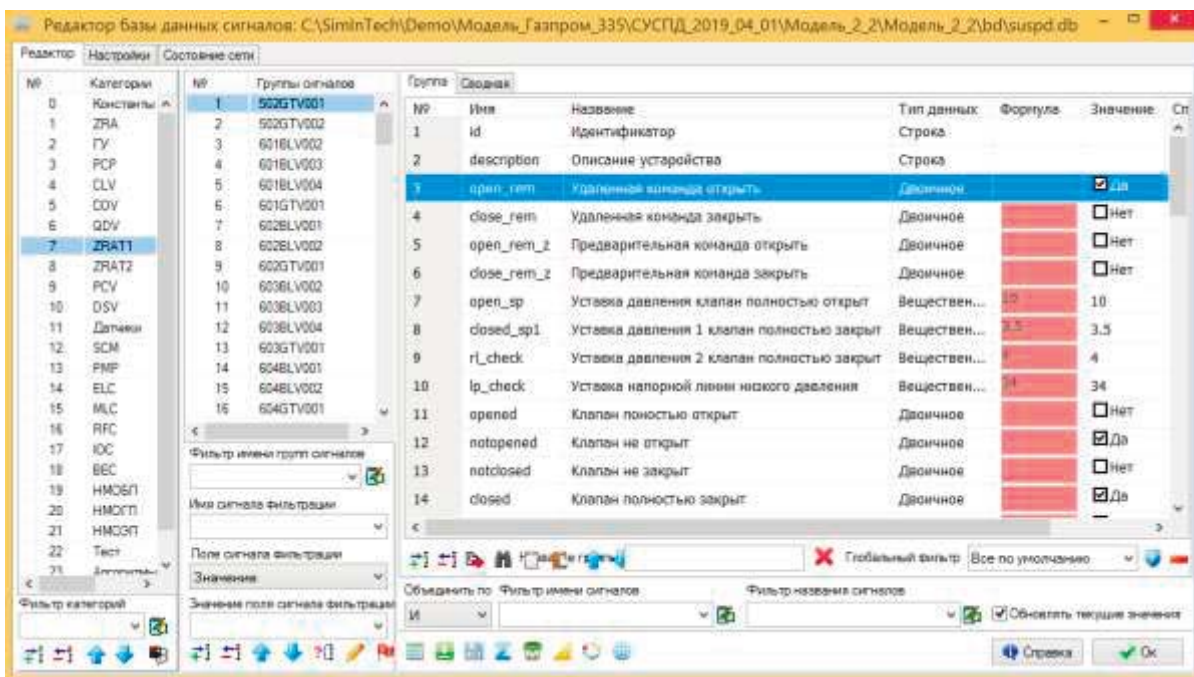 Редактор базы данных сигналов: C:\SimInTech\Demo\Модель_Газпром_335\СУСПД_2019_04_01\Модель_2_2\Модель_2_2\bd\suspd.db
Редактор Настройки Состояние сети
№ Категории
0 Константы
1 ZRA
2 ГУ
3 PCP
4 CLV
5 COV
6 QDV
7 ZRAT1
8 ZRAT2
9 PCV
10 DSV
11 Датчики
12 SCM
13 PMP
14 ELC
15 MLC
16 RFC
17 IOC
18 BEC
19 НМОБП
20 НМОГП
21 НМОЭП
22 Тест
23
Фильтр категорий
№ Группы сигналов
1 502GTV001
2 502GTV002
3 601BLV002
4 601BLV003
5 601BLV004
6 601GTV001
7 602BLV001
8 602BLV002
9 602GTV001
10 603BLV002
11 603BLV003
12 603BLV004
13 603GTV001
14 604BLV001
15 604BLV002
16 604GTV001
Фильтр имени групп сигналов
Имя сигнала фильтрации
Поле сигнала фильтрации
Значение
Значение поля сигнала фильтрации
Группа Сводная
№ Имя Название Тип данных Формула Значение Сп
1 id Идентификатор Строка
2 description Описание устаройства Строка
3 open_rem Удаленная команда открыть Двоичное Да
4 close_rem Удаленная команда закрыть Двоичное Нет
5 open_rem_z Предварительная команда открыть Двоичное Нет
6 close_rem_z Предварительная команда закрыть Двоичное Нет
7 open_sp Уставка давления клапан полностью открыт Веществен... 10 10
8 closed_sp1 Уставка давления 1 клапан полностью закрыт Веществен... 3.5 3.5
9 rl_check Уставка давления 2 клапан полностью закрыт Веществен... 4 4
10 lp_check Уставка напорной линии низкого давления Веществен... 34 34
11 opened Клапан поностью открыт Двоичное Нет
12 notopened Клапан не открыт Двоичное Да
13 notclosed Клапан не закрыт Двоичное Нет
14 closed Клапан полностью закрыт Двоичное Да
Глобальный фильтр Все по умолчанию
Объединить по Фильтр имени сигналов Фильтр названия сигналов
И Обновлять текущие значения
Справка Ok